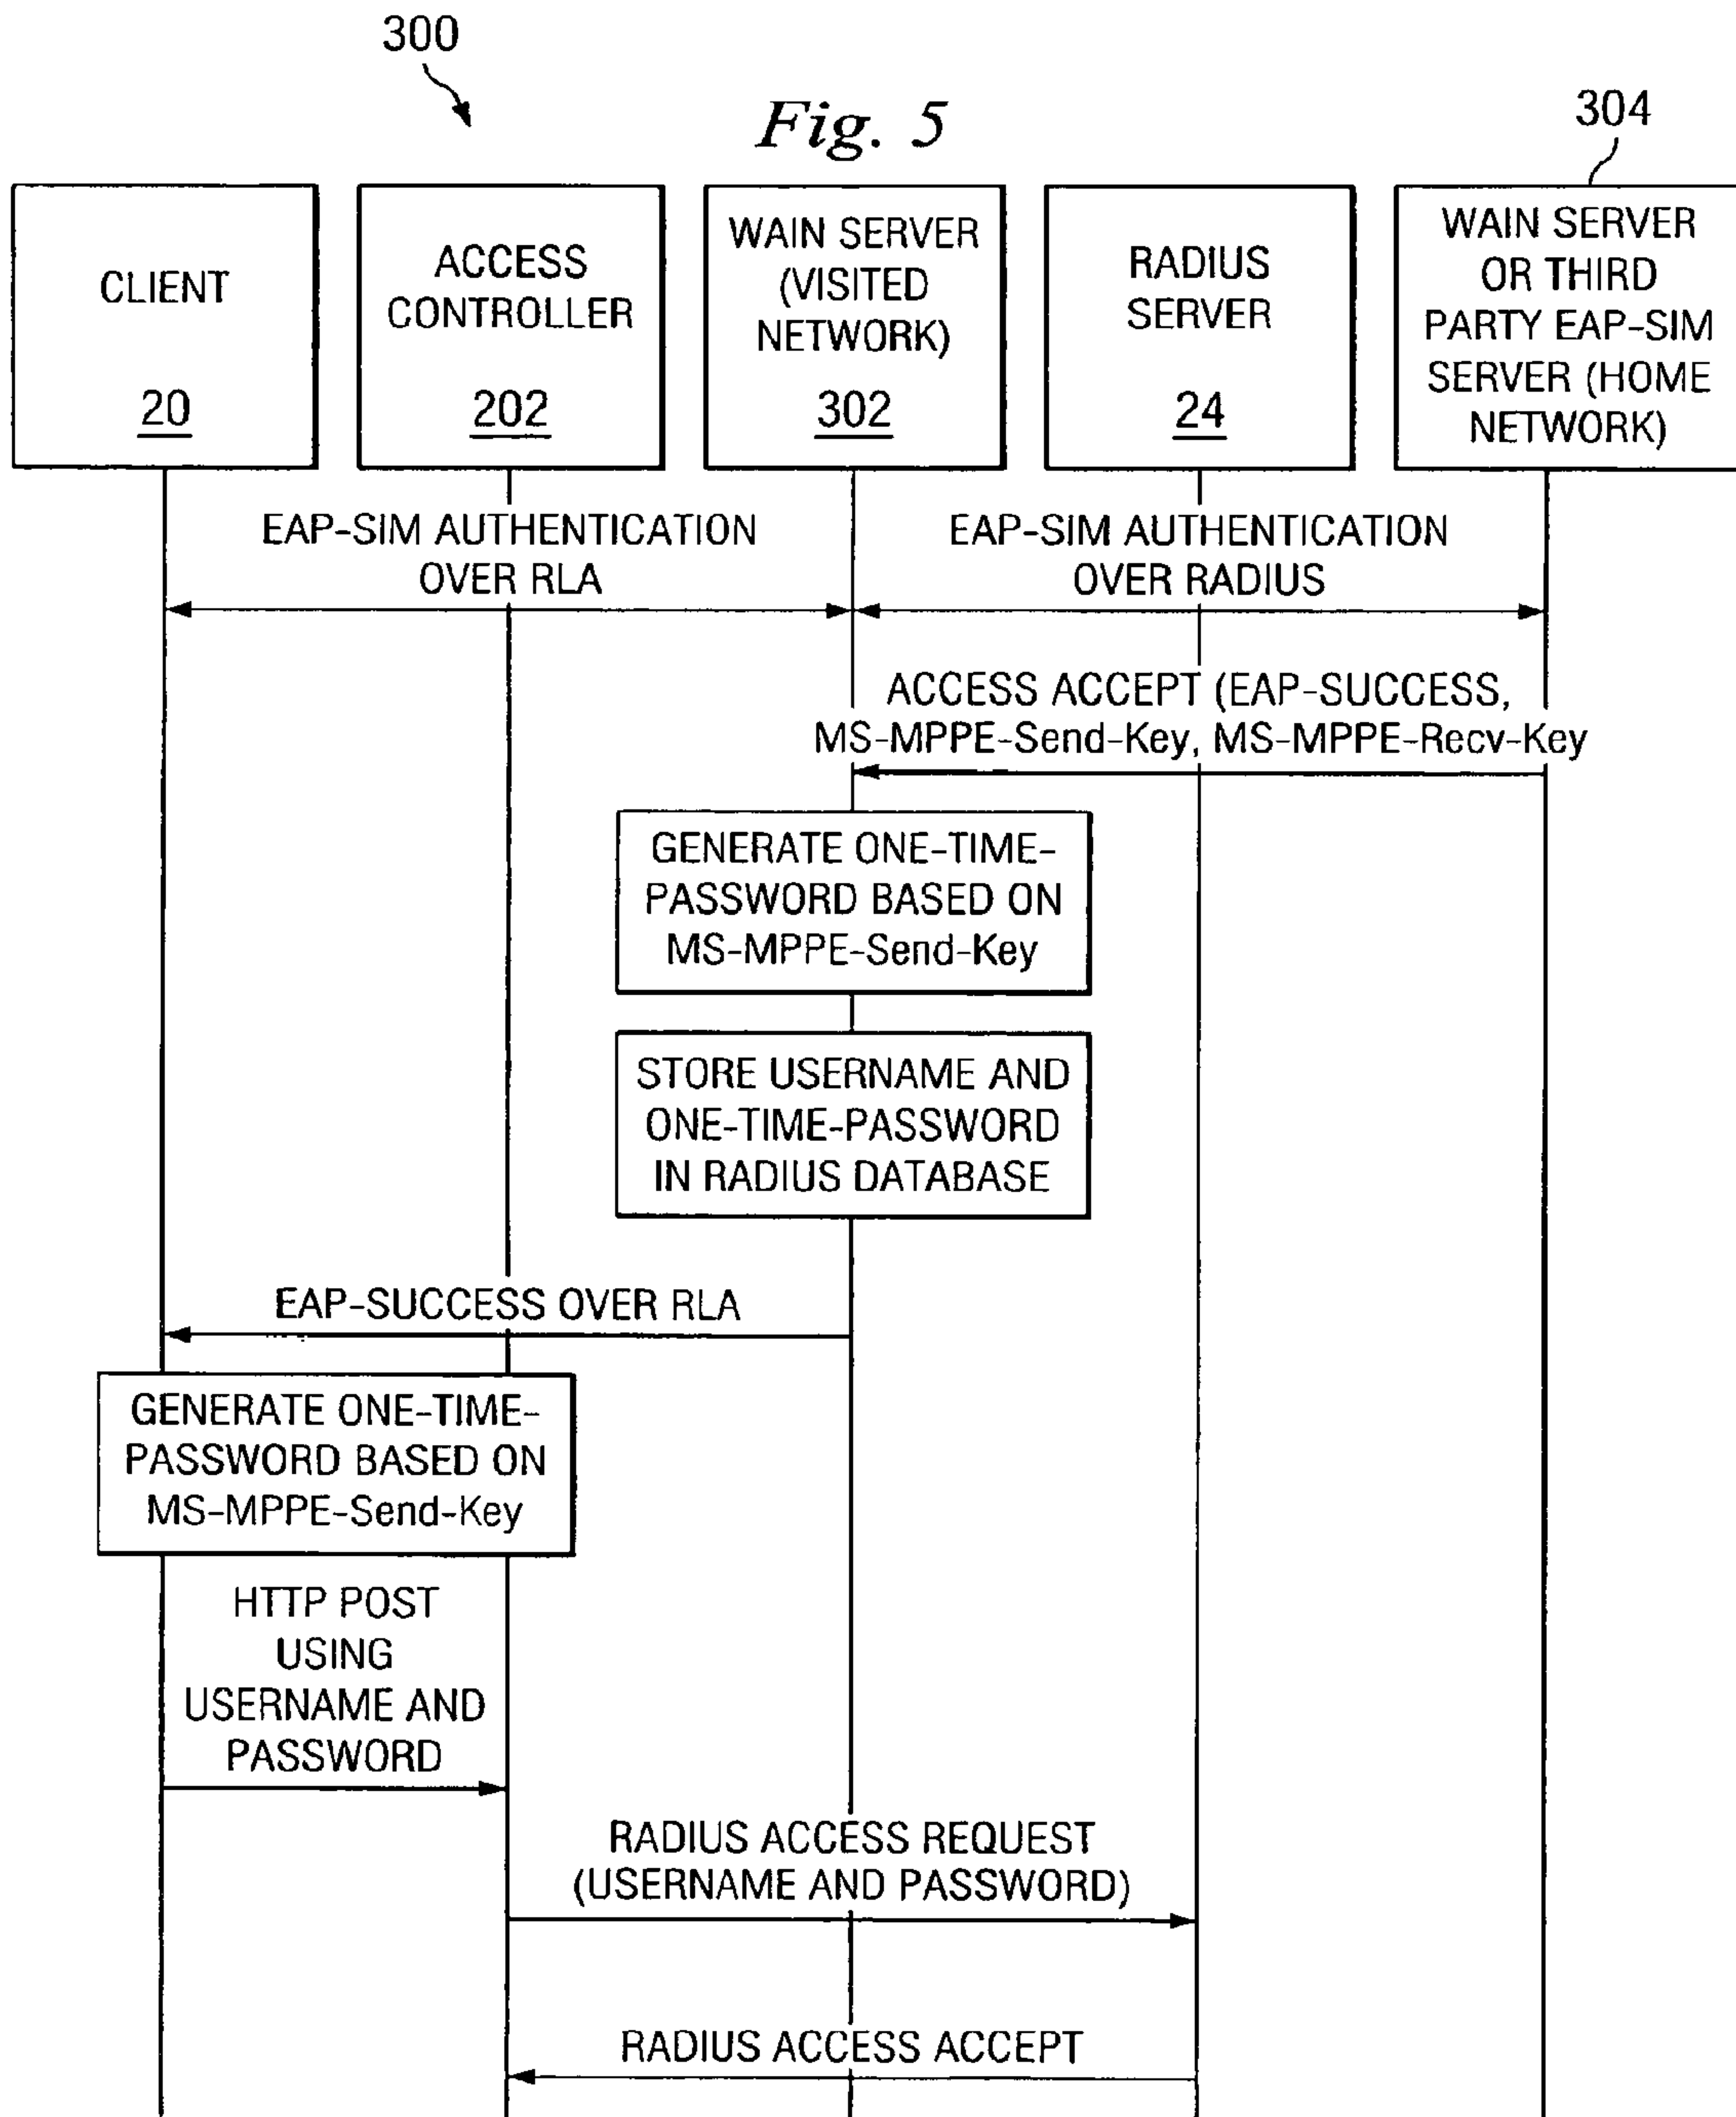 300
Fig. 5
304
CLIENT
20
ACCESS
CONTROLLER
202
WAIN SERVER
(VISITED
NETWORK)
302
RADIUS
SERVER
24
WAIN SERVER
OR THIRD
PARTY EAP-SIM
SERVER (HOME
NETWORK)
EAP-SIM AUTHENTICATION
OVER RLA
EAP-SIM AUTHENTICATION
OVER RADIUS
ACCESS ACCEPT (EAP-SUCCESS,
MS-MPPE-Send-Key, MS-MPPE-Recv-Key
GENERATE ONE-TIME-
PASSWORD BASED ON
MS-MPPE-Send-Key
STORE USERNAME AND
ONE-TIME-PASSWORD
IN RADIUS DATABASE
EAP-SUCCESS OVER RLA
GENERATE ONE-TIME-
PASSWORD BASED ON
MS-MPPE-Send-Key
HTTP POST
USING
USERNAME AND
PASSWORD
RADIUS ACCESS REQUEST
(USERNAME AND PASSWORD)
RADIUS ACCESS ACCEPT